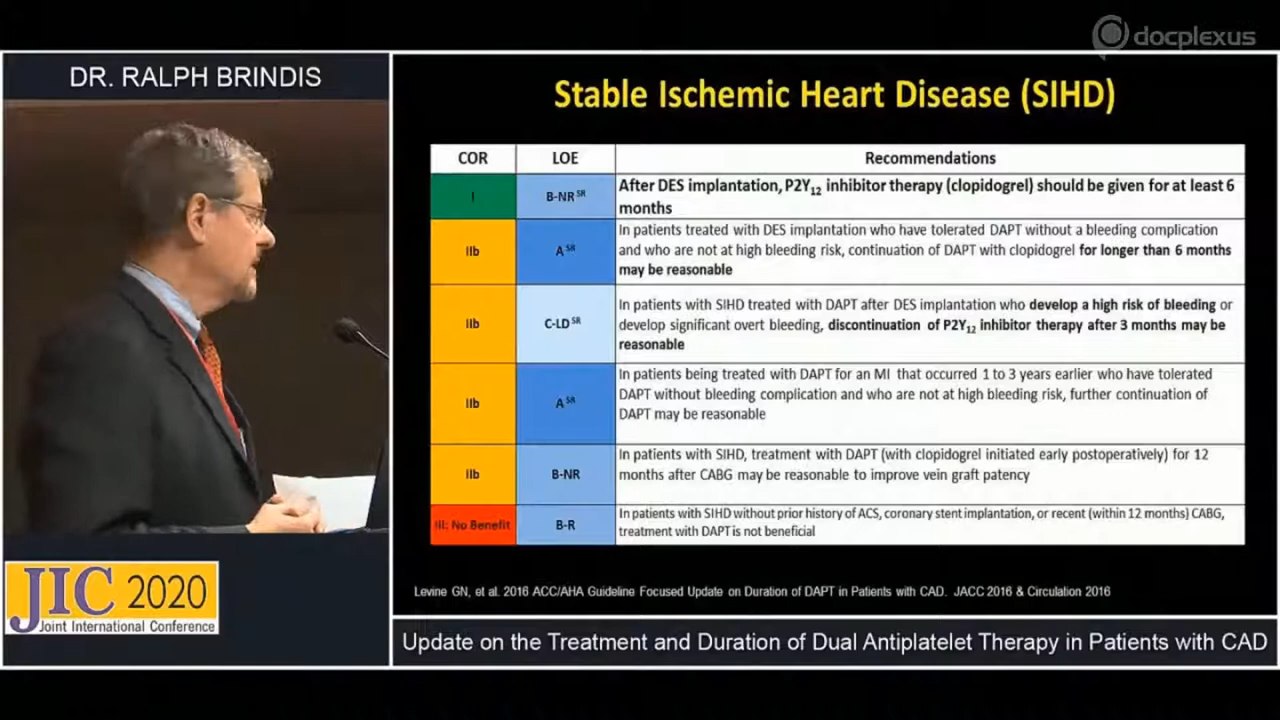 docplexus
DR. RALPH BRINDIS
Stable Ischemic Heart Disease (SIHD)
COR LOE Recommendations
I B-NR SR After DES implantation, P2Y12 inhibitor therapy (clopidogrel) should be given for at least 6
months
IIb A SR In patients treated with DES implantation who have tolerated DAPT without a bleeding complication
and who are not at high bleeding risk, continuation of DAPT with clopidogrel for longer than 6 months
may be reasonable
IIb C-LD SR In patients with SIHD treated with DAPT after DES implantation who develop a high risk of bleeding or
develop significant overt bleeding, discontinuation of P2Y12 inhibitor therapy after 3 months may be
reasonable
IIb A SR In patients being treated with DAPT for an MI that occurred 1 to 3 years earlier who have tolerated
DAPT without bleeding complication and who are not at high bleeding risk, further continuation of
DAPT may be reasonable
IIb B-NR In patients with SIHD, treatment with DAPT (with clopidogrel initiated early postoperatively) for 12
months after CABG may be reasonable to improve vein graft patency
III: No Benefit B-R In patients with SIHD without prior history of ACS, coronary stent implantation, or recent (within 12 months) CABG,
treatment with DAPT is not beneficial
Levine GN, et al. 2016 ACC/AHA Guideline Focused Update on Duration of DAPT in Patients with CAD. JACC 2016 & Circulation 2016
JIC 2020
Joint International Conference
Update on the Treatment and Duration of Dual Antiplatelet Therapy in Patients with CAD